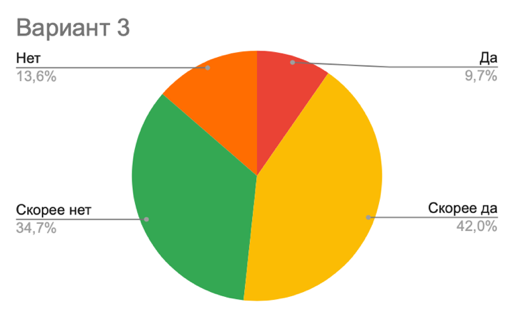 Вариант 3
Нет
13,6%
Да
9,7%
Скорее нет
34,7%
Скорее да
42,0%